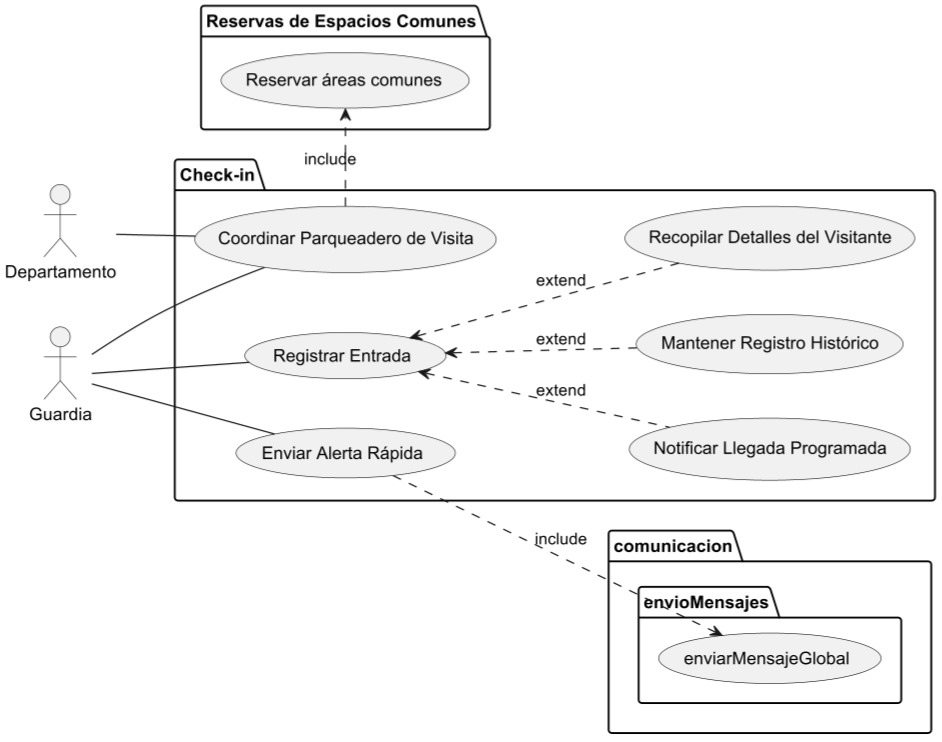 Reservas de Espacios Comunes
Reservar áreas comunes
include
Check-in
Departamento
Coordinar Parqueadero de Visita
Recopilar Detalles del Visitante
extend
Guardia
Registrar Entrada
extend
Mantener Registro Histórico
extend
Enviar Alerta Rápida
Notificar Llegada Programada
include
comunicacion
envioMensajes
enviarMensajeGlobal